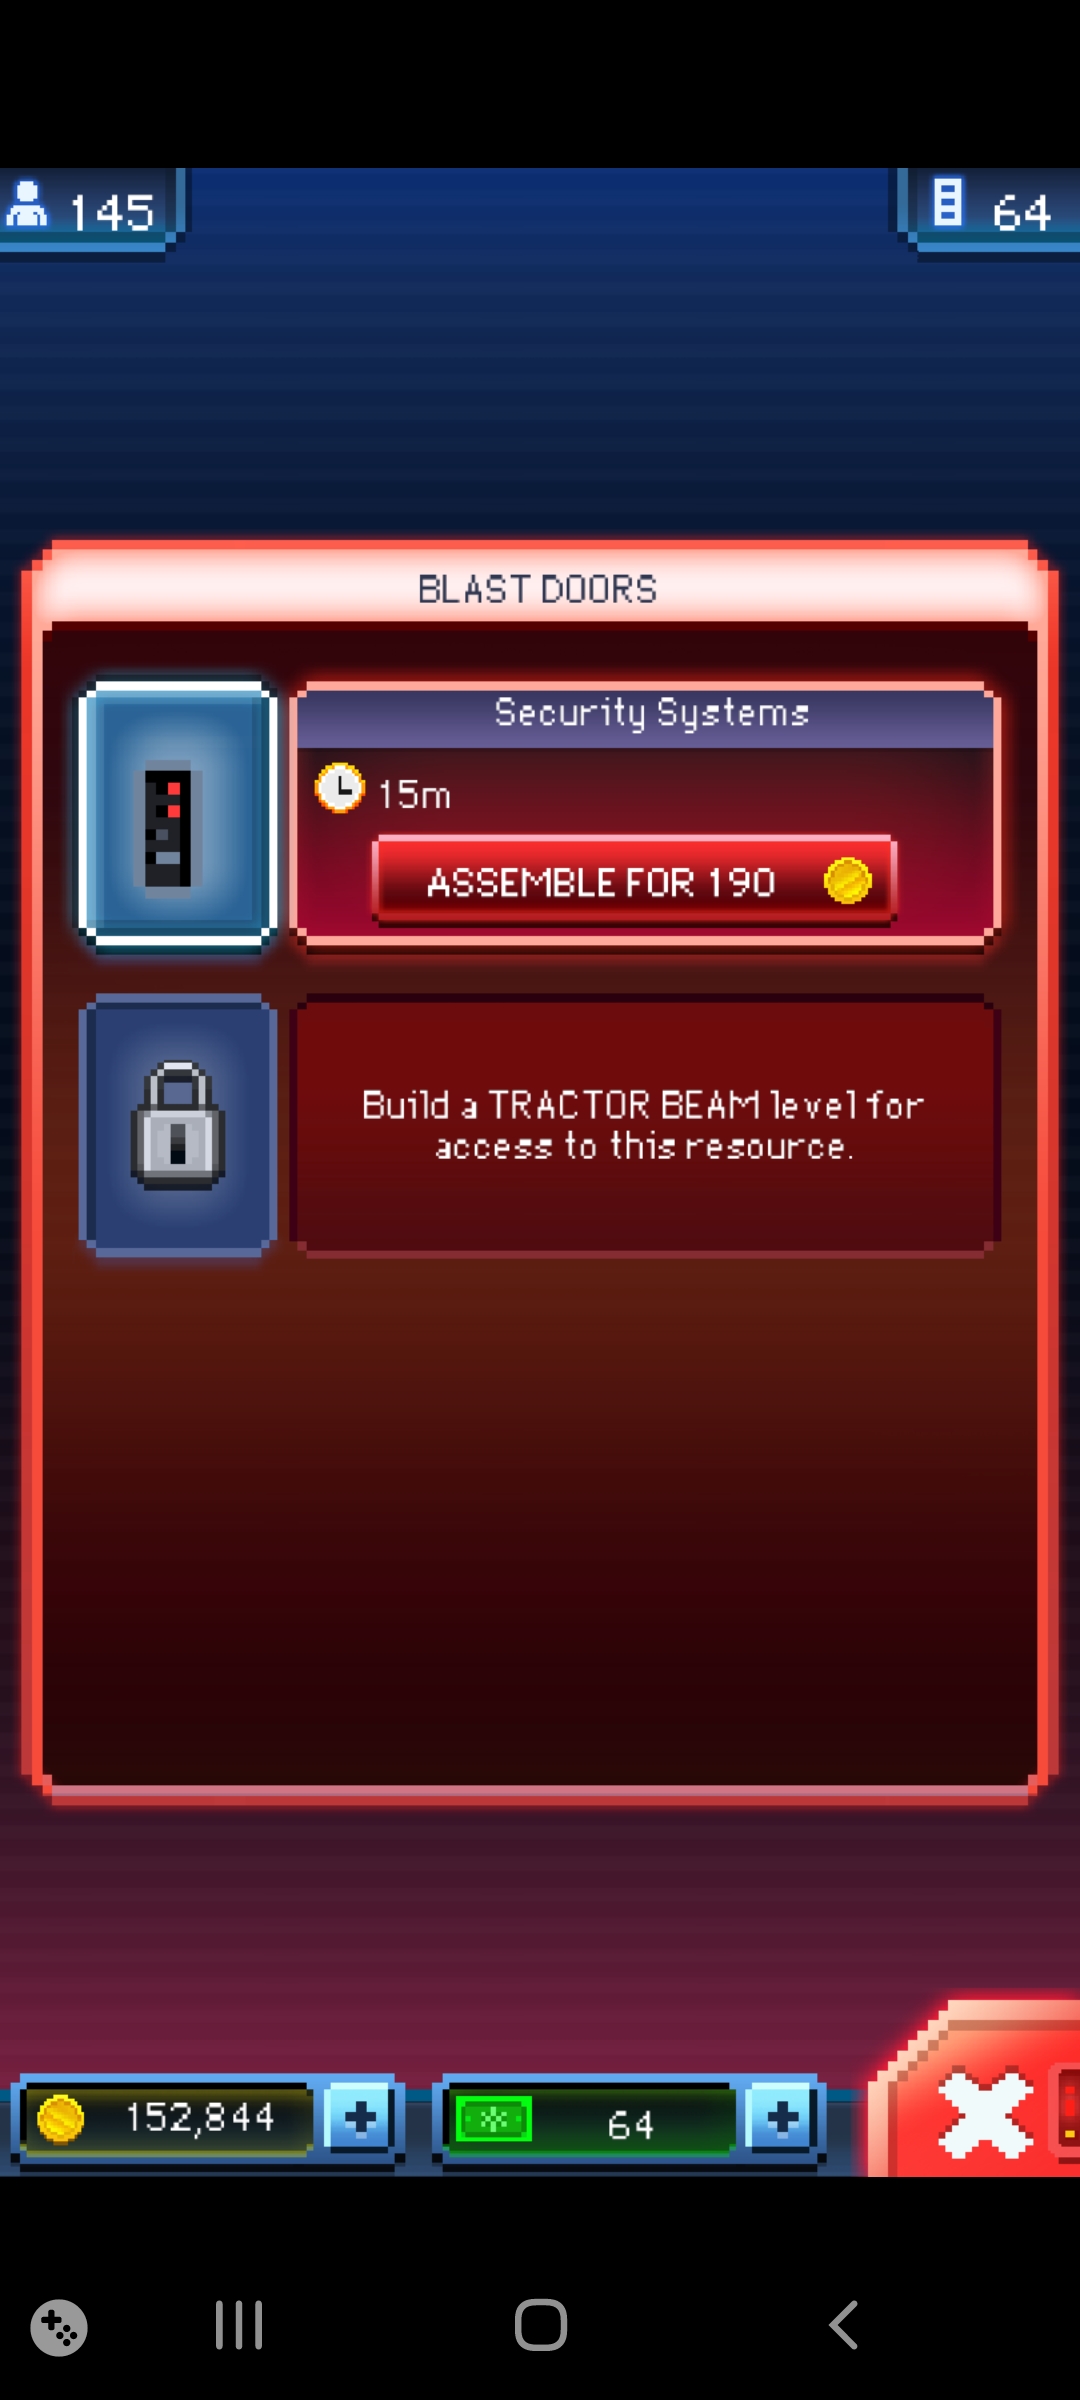 145
64
BLAST DOORS
Security Systems
15m
ASSEMBLE FOR 190
Build a TRACTOR BEAM level for
access to this resource.
152,844
64